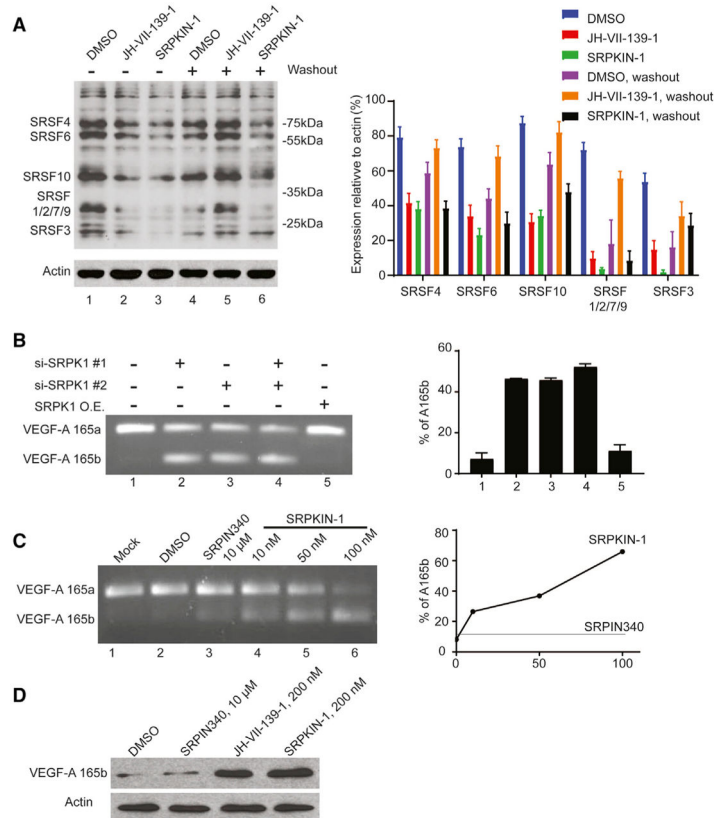 A
DMSO
JH-VII-139-1
SRPKIN-1
DMSO
JH-VII-139-1
SRPKIN-1
- - - + + + Washout
SRSF4
SRSF6
SRSF10
SRSF
1/2/7/9
SRSF3
-75kDa
-55kDa
-35kDa
-25kDa
Actin
1 2 3 4 5 6
DMSO
JH-VII-139-1
SRPKIN-1
DMSO, washout
JH-VII-139-1, washout
SRPKIN-1, washout
Expression relativve to actin (%)
100
80
60
40
20
0
SRSF4 SRSF6 SRSF10 SRSF SRSF3
1/2/7/9
B
si-SRPK1 #1 - + - + -
si-SRPK1 #2 - - + + -
SRPK1 O.E. - - - - +
VEGF-A 165a
VEGF-A 165b
1 2 3 4 5
% of A165b
60
40
20
0
1 2 3 4 5
C
Mock
DMSO
SRPIN340
10 µM
SRPKIN-1
10 nM
50 nM
100 nM
VEGF-A 165a
VEGF-A 165b
1 2 3 4 5 6
% of A165b
80
60
40
20
0
SRPKIN-1
SRPIN340
0 50 100
D
DMSO
SRPIN340, 10 µM
JH-VII-139-1, 200 nM
SRPKIN-1, 200 nM
VEGF-A 165b
Actin